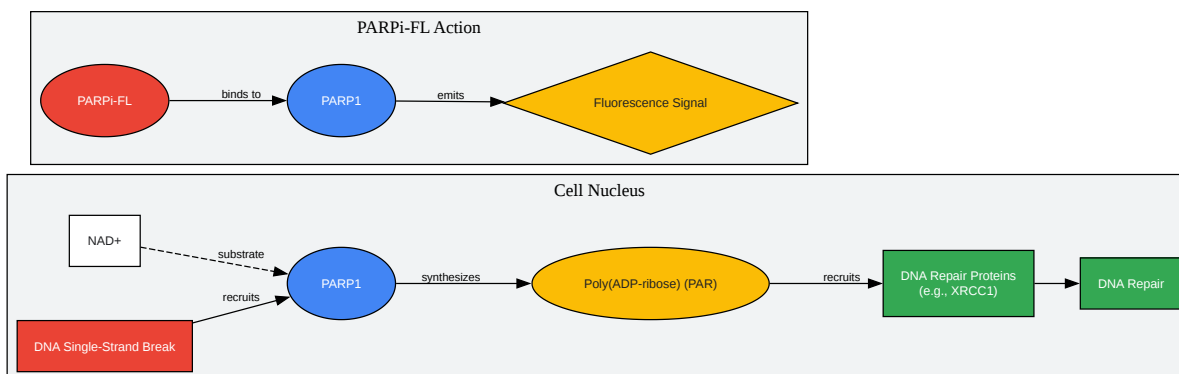 PARPi-FL Action
PARPi-FL
binds to
PARP1
emits
Fluorescence Signal
Cell Nucleus
NAD+
substrate
recruits
DNA Single-Strand Break
PARP1
synthesizes
Poly(ADP-ribose) (PAR)
recruits
DNA Repair Proteins
(e.g., XRCC1)
DNA Repair